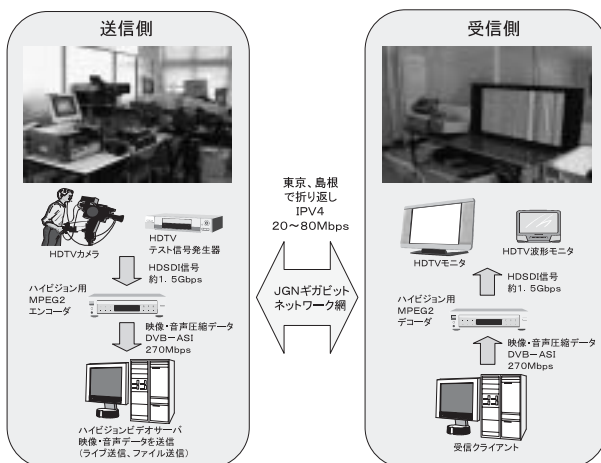 送信側
HDTVカメラ
HDTV
テスト信号発生器
HDSDI信号
約1．5Gbps
ハイビジョン用
MPEG2
エンコーダ
映像・音声圧縮データ
DVB－ASI
270Mbps
ハイビジョンビデオサーバ
映像・音声データを送信
(ライブ送信、ファイル送信)
東京、島根
で折り返し
IPV4
20～80Mbps
JGNギガビット
ネットワーク網
受信側
HDTVモニタ
HDTV波形モニタ
HDSDI信号
約1．5Gbps
ハイビジョン用
MPEG2
デコーダ
映像・音声圧縮データ
DVB－ASI
270Mbps
受信クライアント